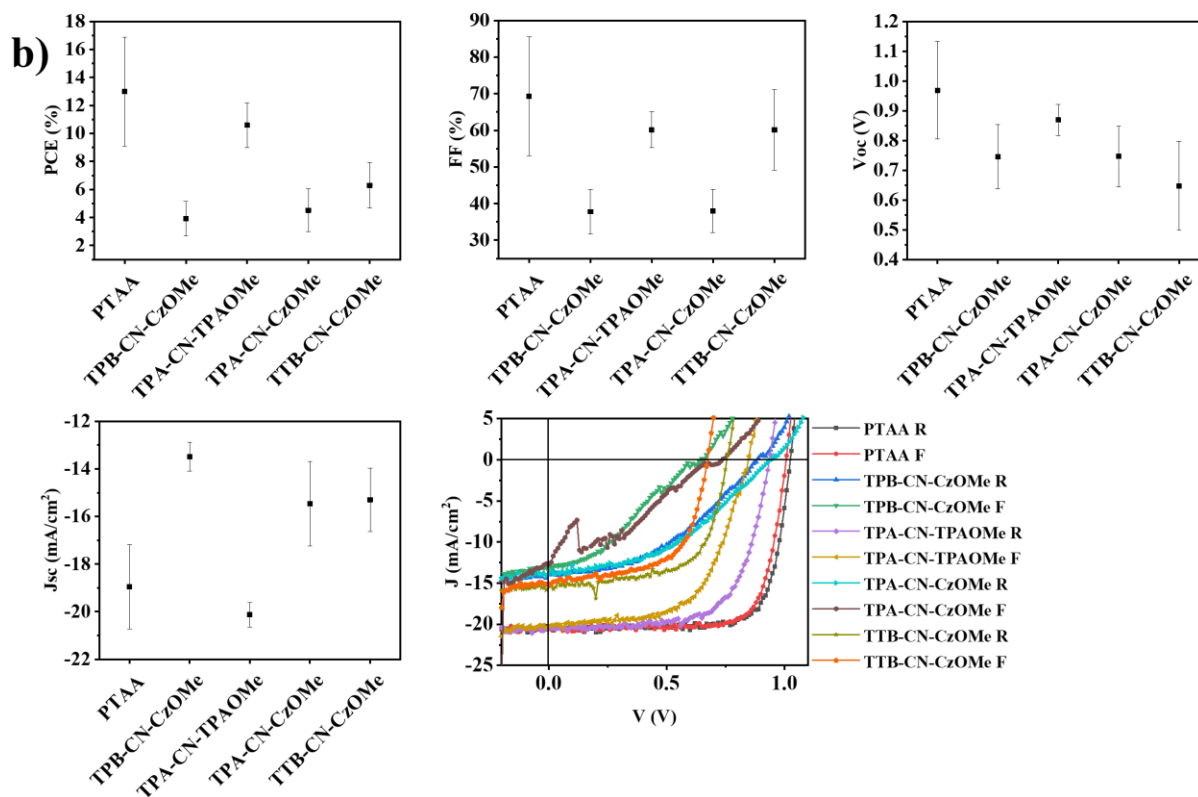 b)
PCE (%)
18
16
14
12
10
8
6
4
2
PTAA
TPB-CN-CzOMe
TPA-CN-TPAOMe
TPA-CN-CzOMe
TTB-CN-CzOMe
FF (%)
90
80
70
60
50
40
30
PTAA
TPB-CN-CzOMe
TPA-CN-TPAOMe
TPA-CN-CzOMe
TTB-CN-CzOMe
Voc (V)
1.2
1.1
1.0
0.9
0.8
0.7
0.6
0.5
0.4
PTAA
TPB-CN-CzOMe
TPA-CN-TPAOMe
TPA-CN-CzOMe
TTB-CN-CzOMe
Jsc (mA/cm²)
-12
-14
-16
-18
-20
-22
PTAA
TPB-CN-CzOMe
TPA-CN-TPAOMe
TPA-CN-CzOMe
TTB-CN-CzOMe
J (mA/cm²)
5
0
-5
-10
-15
-20
-25
0.0 0.5 1.0
V (V)
PTAA R
PTAA F
TPB-CN-CzOMe R
TPB-CN-CzOMe F
TPA-CN-TPAOMe R
TPA-CN-TPAOMe F
TPA-CN-CzOMe R
TPA-CN-CzOMe F
TTB-CN-CzOMe R
TTB-CN-CzOMe F